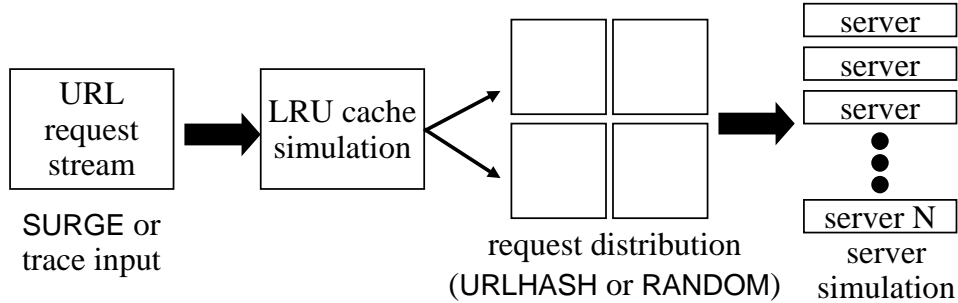 URL
request
stream
SURGE or
trace input
LRU cache
simulation
request distribution
(URLHASH or RANDOM)
server
server
server
server N
server
simulation